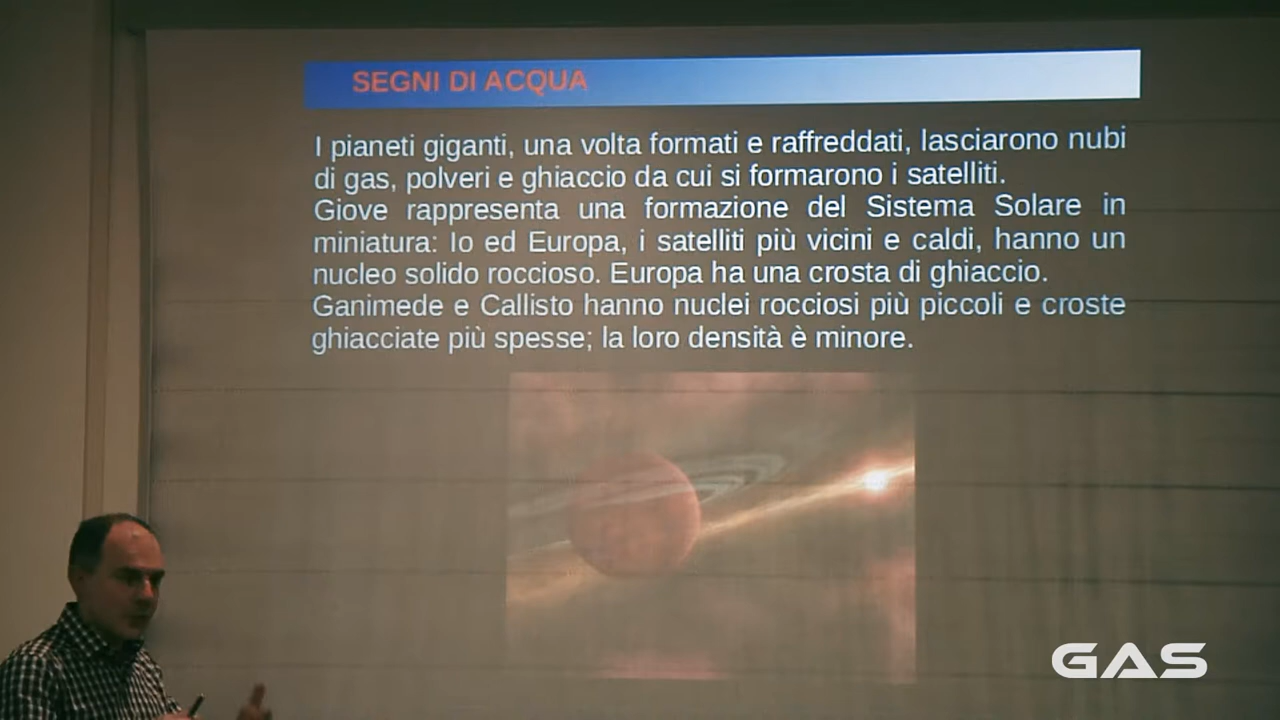 SEGNI DI ACQUA
I pianeti giganti, una volta formati e raffreddati, lasciarono nubi
di gas, polveri e ghiaccio da cui si formarono i satelliti.
Giove rappresenta una formazione del Sistema Solare in
miniatura: Io ed Europa, i satelliti più vicini e caldi, hanno un
nucleo solido roccioso. Europa ha una crosta di ghiaccio.
Ganimede e Callisto hanno nuclei rocciosi più piccoli e croste
ghiacciate più spesse; la loro densità è minore.
GAS